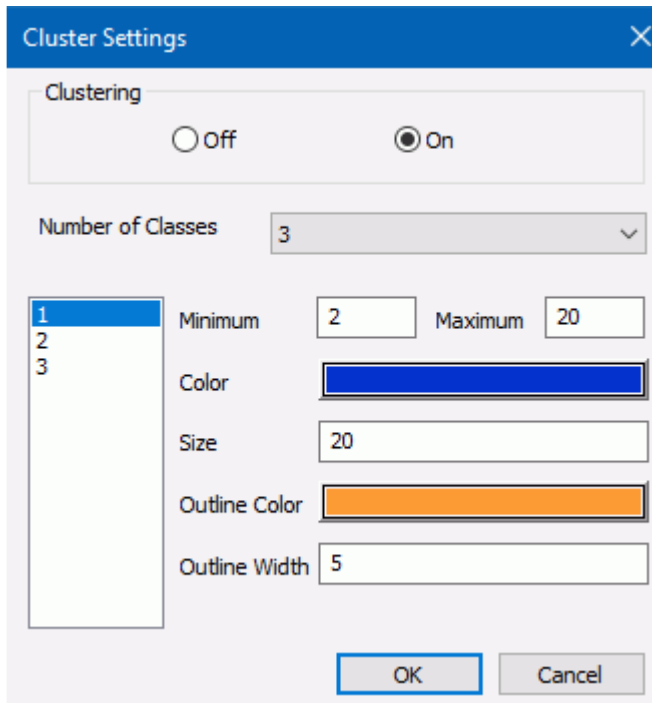 Cluster Settings
Clustering
Off On
Number of Classes 3
1
2
3
Minimum 2 Maximum 20
Color
Size 20
Outline Color
Outline Width 5
OK Cancel